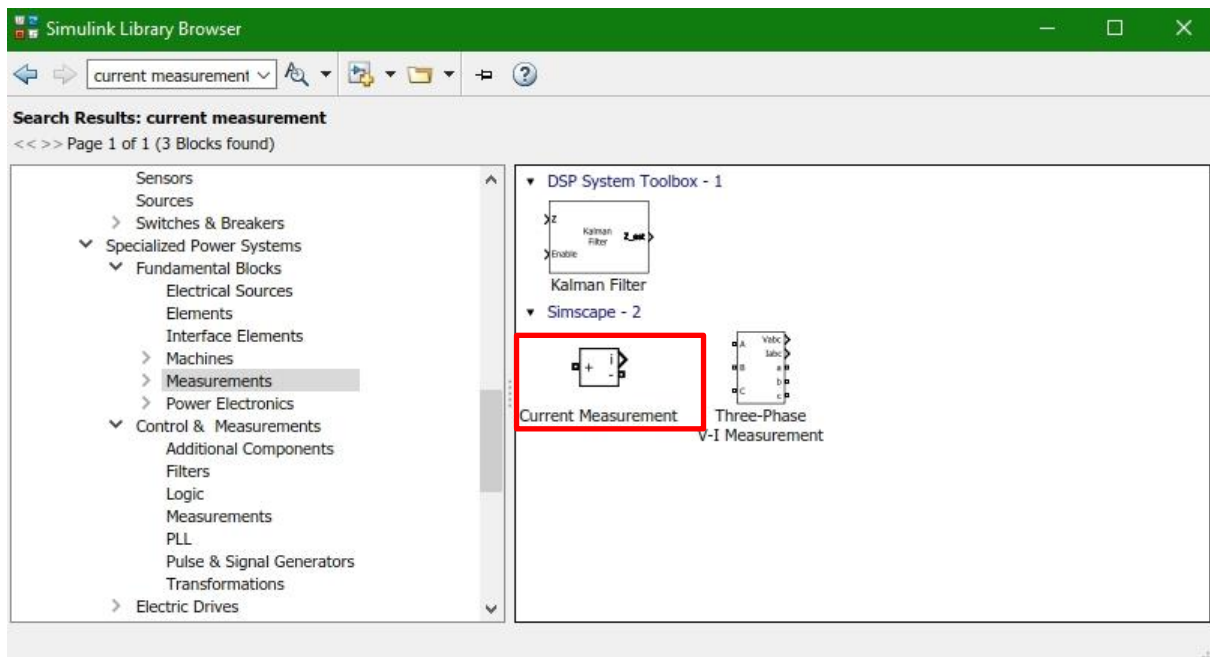 Simulink Library Browser
current measurement
Search Results: current measurement
<< >> Page 1 of 1 (3 Blocks found)
Sensors
Sources
Switches & Breakers
Specialized Power Systems
Fundamental Blocks
Electrical Sources
Elements
Interface Elements
Machines
Measurements
Power Electronics
Control & Measurements
Additional Components
Filters
Logic
Measurements
PLL
Pulse & Signal Generators
Transformations
Electric Drives
DSP System Toolbox - 1
Z
Kalman
Filter
Z_est
Enable
Kalman Filter
Simscape - 2
+ i
-
Current Measurement
A Vabc
Iabc
B a
b
C c
Three-Phase
V-I Measurement